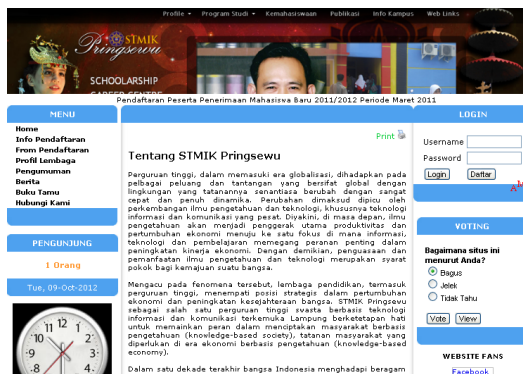 Profile Program Studi Kemahasiswaan Publikasi Info Kampus Web Links
STMIK
Pringsewu
SCHOOLARSHIP
CAREER CENTRE
Pendaftaran Peserta Penerimaan Mahasiswa Baru 2011/2012 Periode Maret 2011
MENU
Home
Info Pendaftaran
From Pendaftaran
Profil Lembaga
Pengumuman
Berita
Buku Tamu
Hubungi Kami
PENGUNJUNG
1 Orang
Tue, 09-Oct-2012
12
11
10
9
8
1
2
3
4
Print
Tentang STMIK Pringsewu
Perguruan tinggi, dalam memasuki era globalisasi, dihadapkan pada
pelbagai peluang dan tantangan yang bersifat global dengan
lingkungan yang tatanannya senantiasa berubah dengan sangat
cepat dan penuh dinamika. Perubahan dimaksud dipicu oleh
perkembangan ilmu pengetahuan dan teknologi, khususnya teknologi
informasi dan komunikasi yang pesat. Diyakini, di masa depan, ilmu
pengetahuan akan menjadi penggerak utama produktivitas dan
pertumbuhan ekonomi menuju ke satu fokus di mana informasi,
teknologi dan pembelajaran memegang peranan penting dalam
peningkatan kinerja ekonomi. Dengan demikian, penguasaan dan
pemanfaatan ilmu pengetahuan dan teknologi merupakan syarat
pokok bagi kemajuan suatu bangsa.
Mengacu pada fenomena tersebut, lembaga pendidikan, termasuk
perguruan tinggi, menempati posisi strategis dalam pertumbuhan
ekonomi dan peningkatan kesejahteraan bangsa. STMIK Pringsewu
sebagai salah satu perguruan tinggi swasta berbasis teknologi
informasi dan komunikasi terkemuka Lampung berketetapan hati
untuk memainkan peran dalam menciptakan masyarakat berbasis
pengetahuan (knowledge-based society), tatanan masyarakat yang
diperlukan di era ekonomi berbasis pengetahuan (knowledge-based
economy).
Dalam satu dekade terakhir bangsa Indonesia menghadapi beragam
LOGIN
Username
Password
Login Daftar
VOTING
Bagaimana situs ini
menurut Anda?
Bagus
Jelek
Tidak Tahu
Vote View
WEBSITE FANS
Facebook